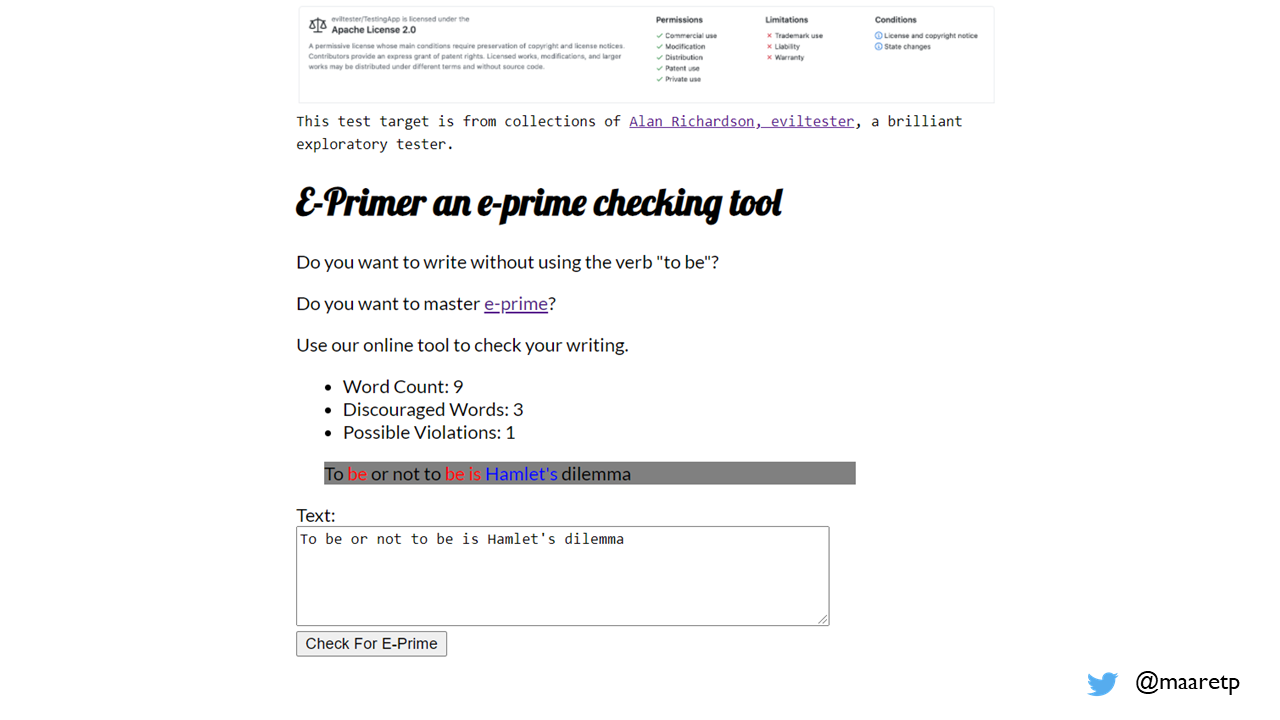 eviltester/TestingApp is licensed under the
Apache License 2.0
A permissive license whose main conditions require preservation of copyright and license notices.
Contributors provide an express grant of patent rights. Licensed works, modifications, and larger
works may be distributed under different terms and without source code.
Permissions
Commercial use
Modification
Distribution
Patent use
Private use
Limitations
Trademark use
Liability
Warranty
Conditions
License and copyright notice
State changes
This test target is from collections of Alan Richardson, eviltester, a brilliant
exploratory tester.
E-Primer an e-prime checking tool
Do you want to write without using the verb "to be"?
Do you want to master e-prime?
Use our online tool to check your writing.
• Word Count: 9
• Discouraged Words: 3
• Possible Violations: 1
To be or not to be is Hamlet's dilemma
Text:
To be or not to be is Hamlet's dilemma
Check For E-Prime
@maaretp